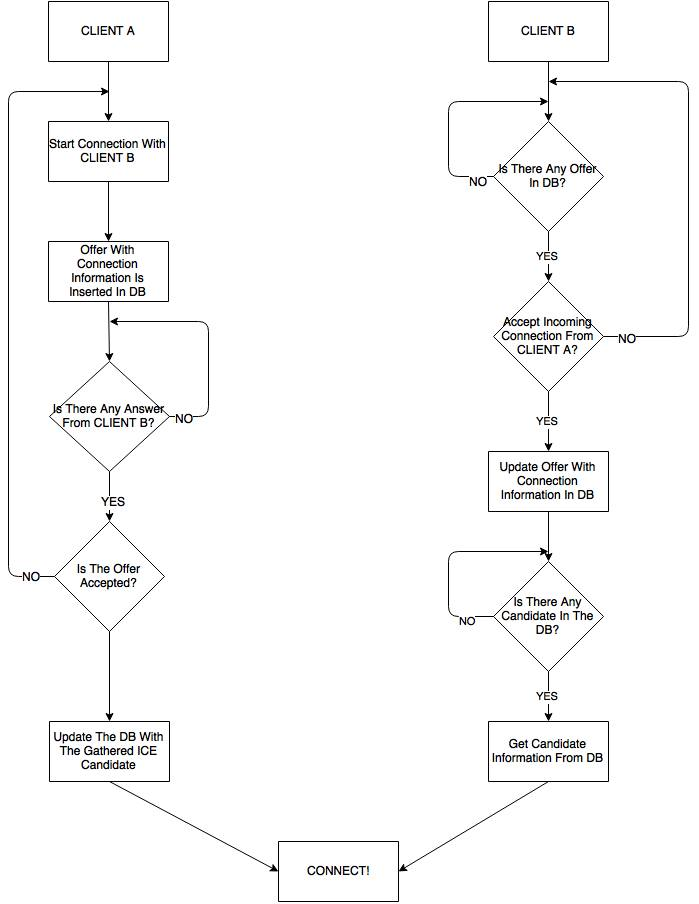 CLIENT A
Start Connection With
CLIENT B
Offer With
Connection
Information Is
Inserted In DB
Is There Any Answer
From CLIENT B?
NO
YES
Is The Offer
Accepted?
NO
Update The DB With
The Gathered ICE
Candidate
CLIENT B
Is There Any Offer
In DB?
NO
YES
Accept Incoming
Connection From
CLIENT A?
NO
YES
Update Offer With
Connection
Information In DB
Is There Any
Candidate In The
DB?
NO
YES
Get Candidate
Information From DB
CONNECT!